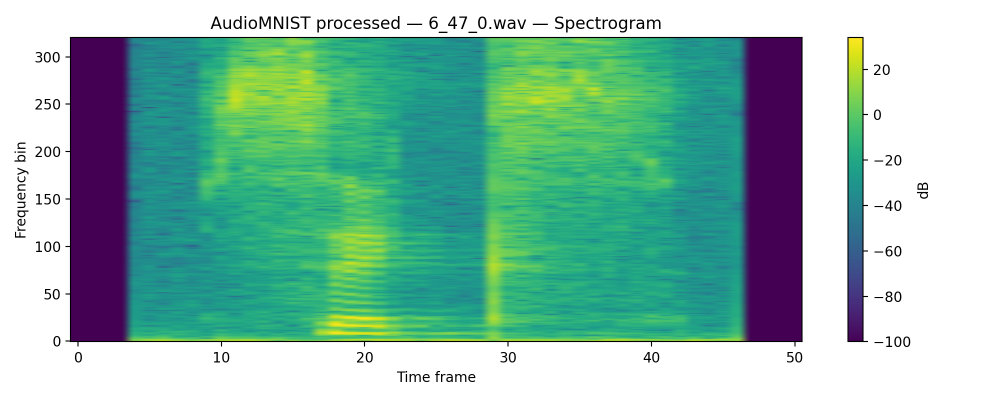 AudioMNIST processed — 6_47_0.wav — Spectrogram
Frequency bin
300
250
200
150
100
50
0
0 10 20 30 40 50
Time frame
20
0
−20
−40
−60
−80
−100
dB